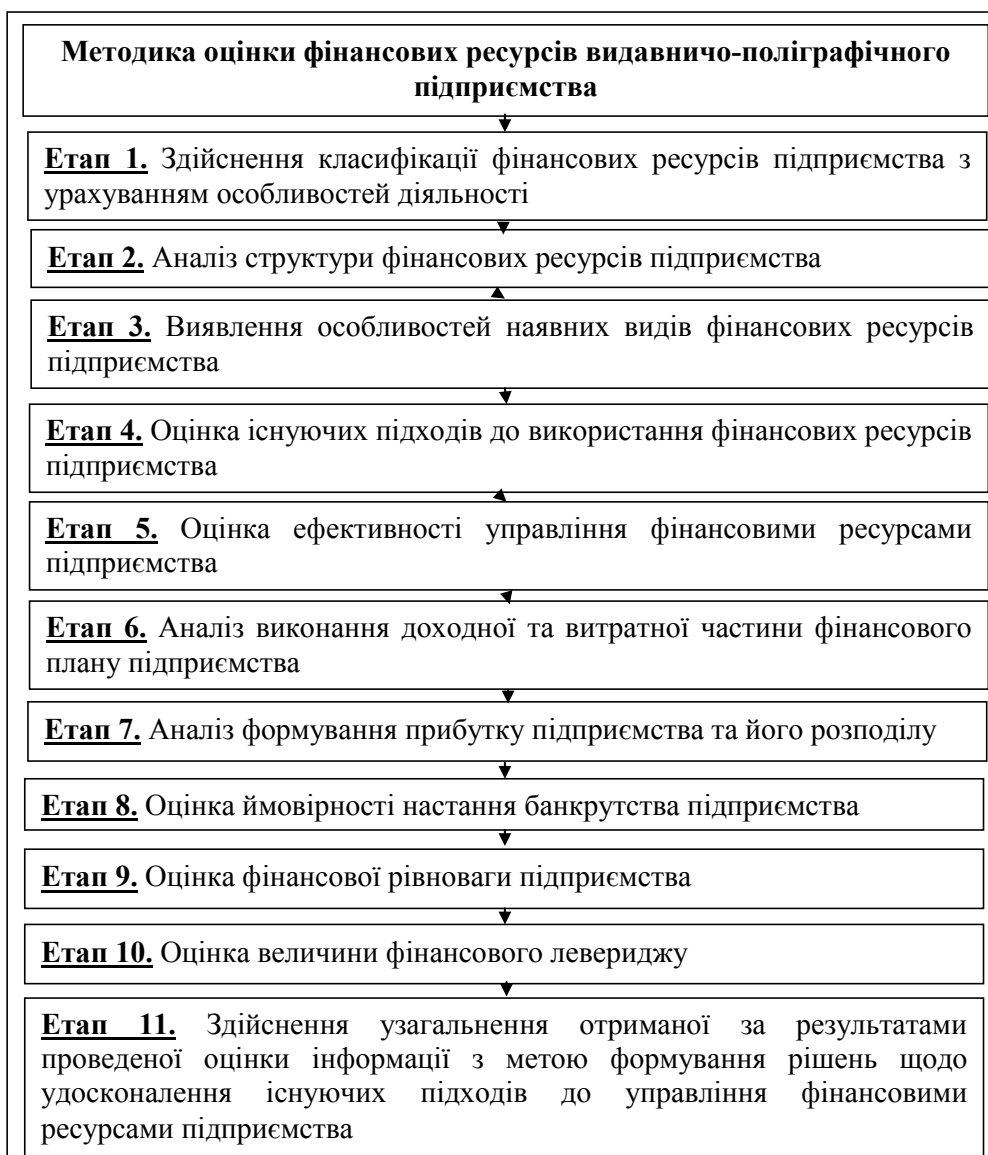 Методика оцінки фінансових ресурсів видавничо-поліграфічного
підприємства
Етап 1. Здійснення класифікації фінансових ресурсів підприємства з
урахуванням особливостей діяльності
Етап 2. Аналіз структури фінансових ресурсів підприємства
Етап 3. Виявлення особливостей наявних видів фінансових ресурсів
підприємства
Етап 4. Оцінка існуючих підходів до використання фінансових ресурсів
підприємства
Етап 5. Оцінка ефективності управління фінансовими ресурсами
підприємства
Етап 6. Аналіз виконання доходної та витратної частини фінансового
плану підприємства
Етап 7. Аналіз формування прибутку підприємства та його розподілу
Етап 8. Оцінка ймовірності настання банкрутства підприємства
Етап 9. Оцінка фінансової рівноваги підприємства
Етап 10. Оцінка величини фінансового левериджу
Етап 11. Здійснення узагальнення отриманої за результатами
проведеної оцінки інформації з метою формування рішень щодо
удосконалення існуючих підходів до управління фінансовими
ресурсами підприємства